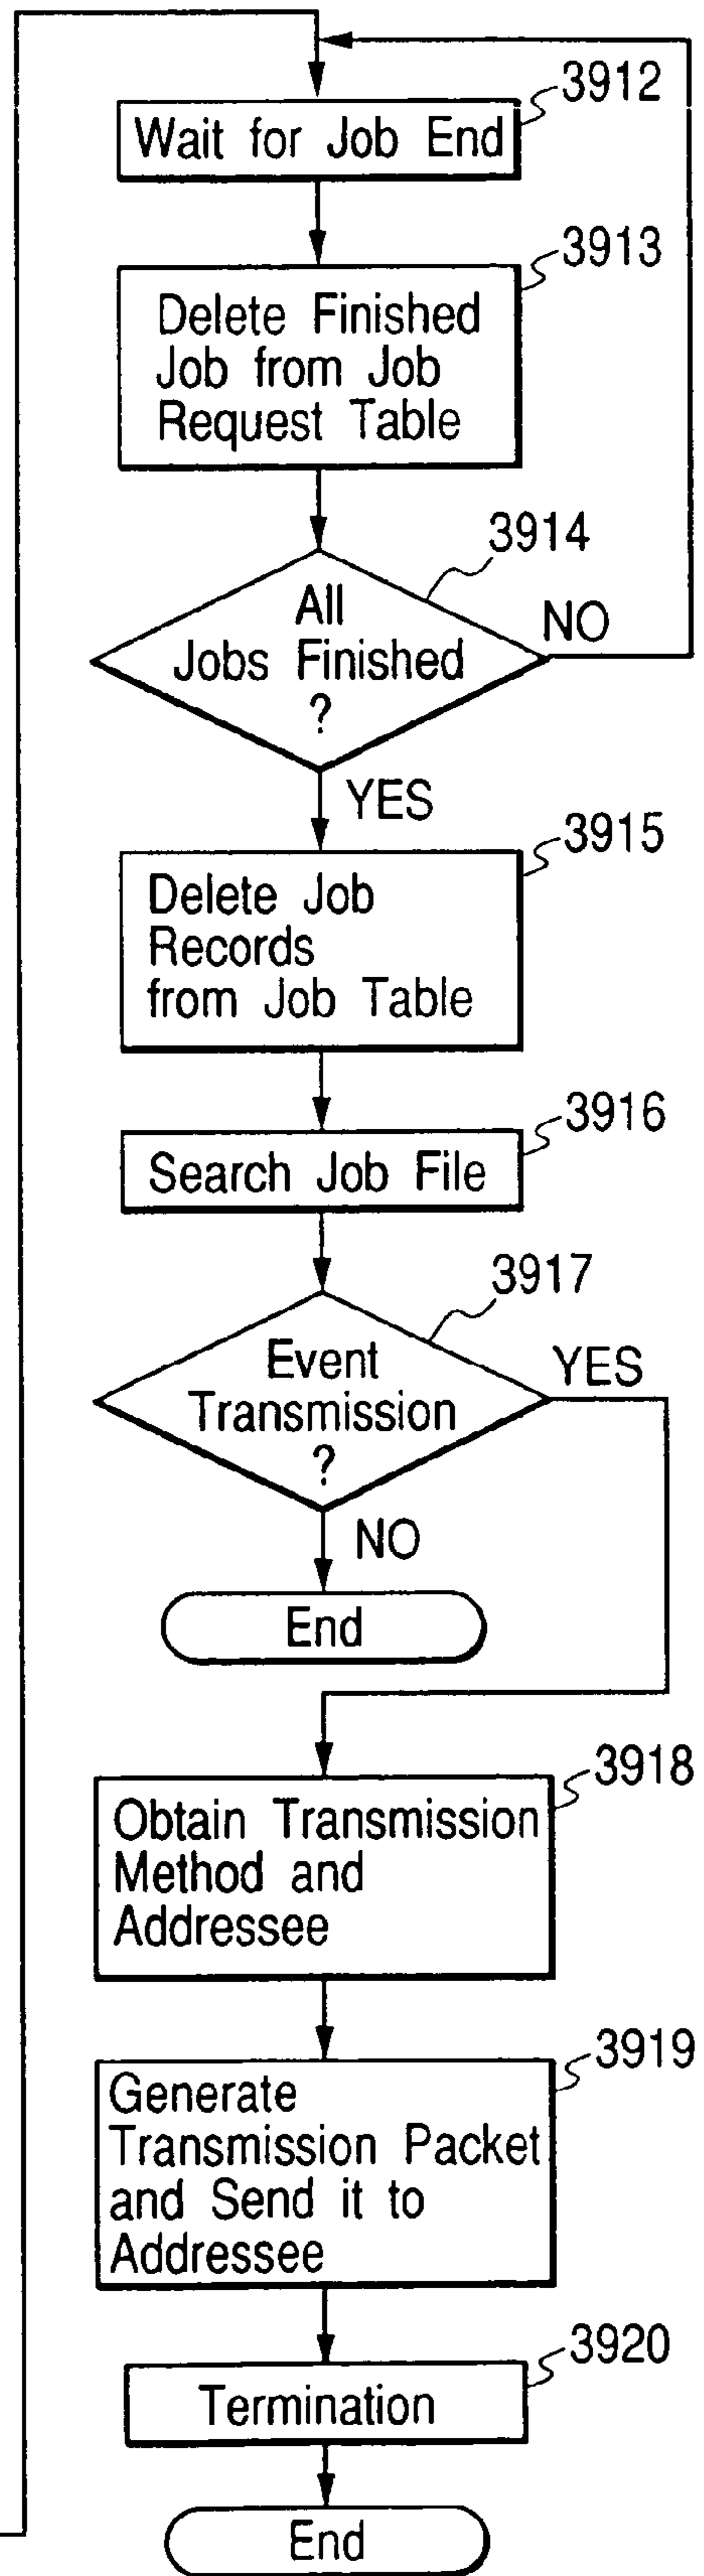 3912
Wait for Job End
3913
Delete Finished
Job from Job
Request Table
3914
All
Jobs Finished
?
NO
YES
3915
Delete Job
Records
from Job Table
3916
Search Job File
3917
Event
Transmission
?
YES
NO
End
3918
Obtain Transmission
Method and
Addressee
3919
Generate
Transmission Packet
and Send it to
Addressee
3920
Termination
End